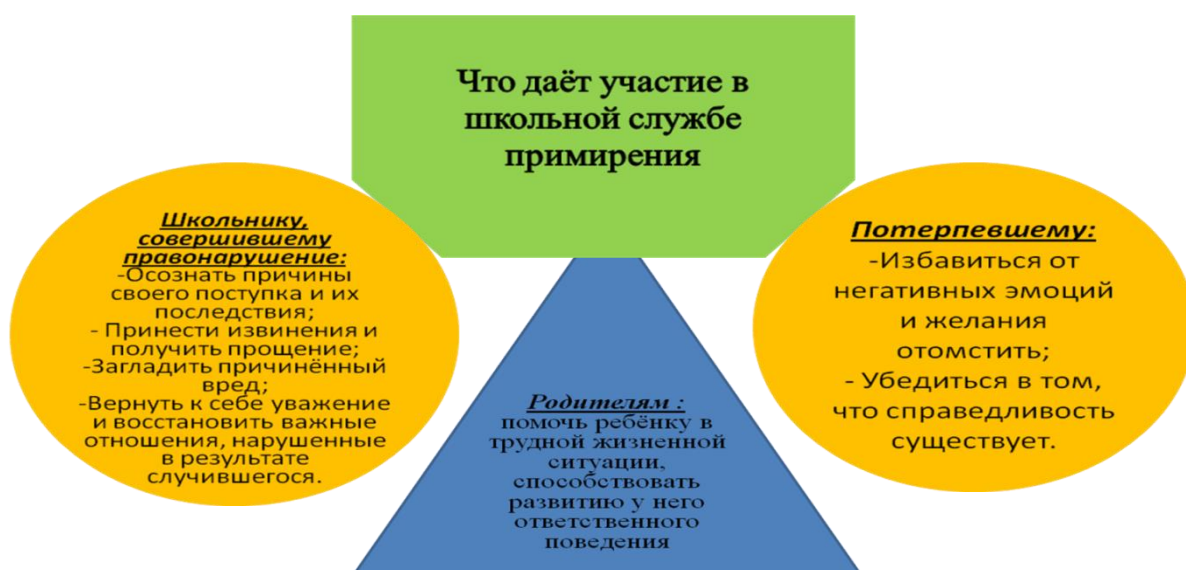 Что даёт участие в
школьной службе
примирения
Школьнику,
совершившему
правонарушение:
-Осознать причины
своего поступка и их
последствия;
- Принести извинения и
получить прощение;
-Загладить причинённый
вред;
-Вернуть к себе уважение
и восстановить важные
отношения, нарушенные
в результате
случившегося.
Родителям :
помочь ребёнку в
трудной жизненной
ситуации,
способствовать
развитию у него
ответственного
поведения
Потерпевшему:
-Избавиться от
негативных эмоций
и желания
отомстить;
- Убедиться в том,
что справедливость
существует.